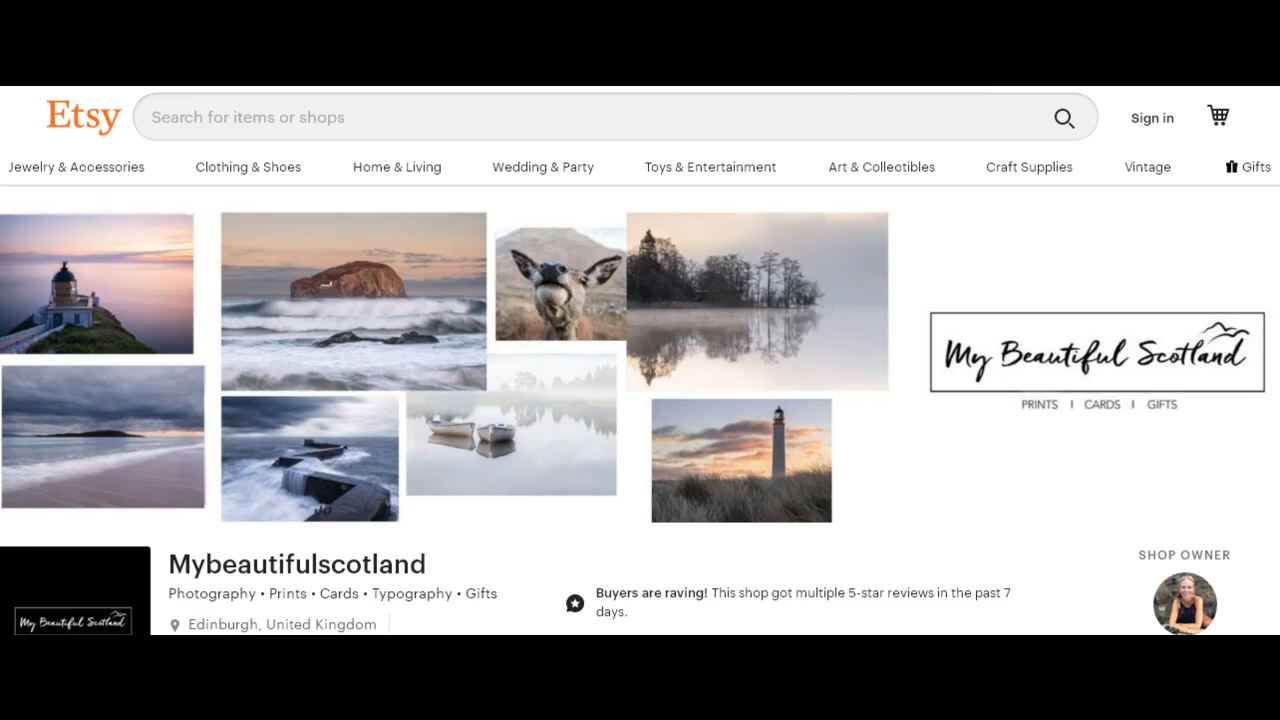 Etsy
Search for items or shops
Sign in
Jewelry & Accessories
Clothing & Shoes
Home & Living
Wedding & Party
Toys & Entertainment
Art & Collectibles
Craft Supplies
Vintage
Gifts
My Beautiful Scotland
PRINTS | CARDS | GIFTS
Mybeautifulscotland
Photography • Prints • Cards • Typography • Gifts
Edinburgh, United Kingdom
Buyers are raving! This shop got multiple 5-star reviews in the past 7
days.
SHOP OWNER
My Beautiful Scotland